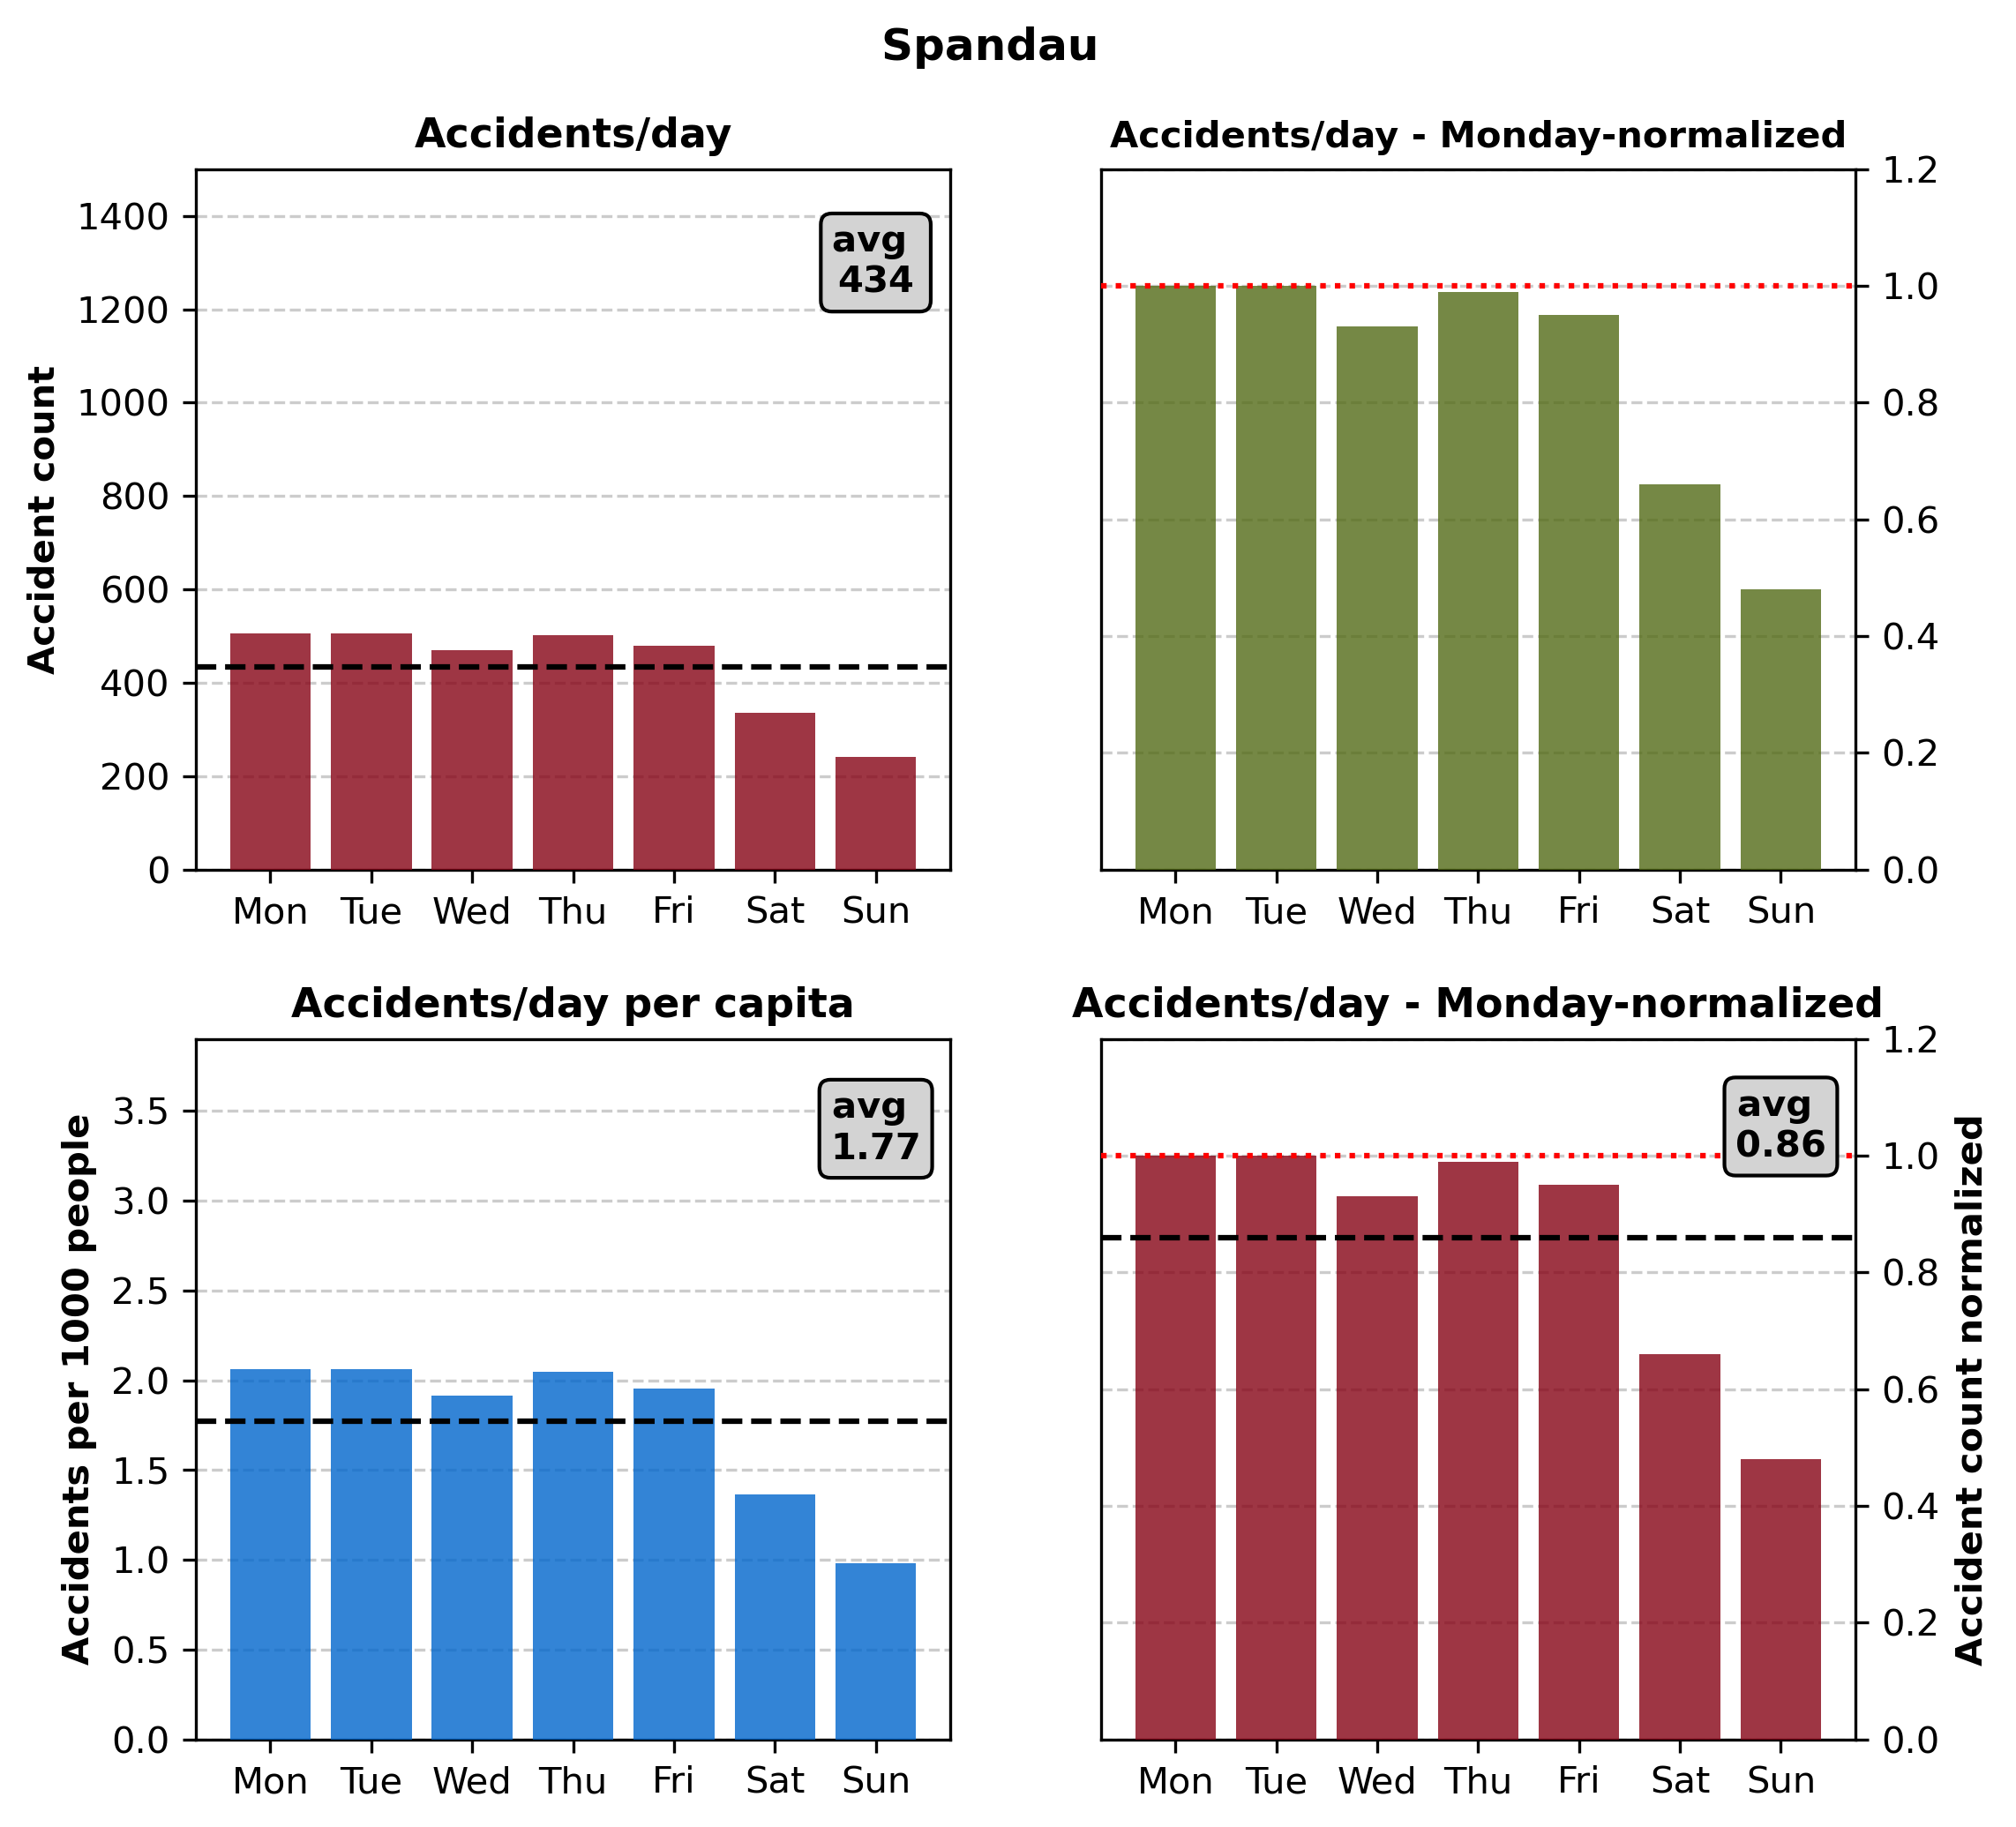 Spandau
Accidents/day
Accident count
1400
1200
1000
800
600
400
200
0
avg
434
Mon Tue Wed Thu Fri Sat Sun
Accidents/day - Monday-normalized
1.2
1.0
0.8
0.6
0.4
0.2
0.0
Mon Tue Wed Thu Fri Sat Sun
Accidents/day per capita
Accidents per 1000 people
3.5
3.0
2.5
2.0
1.5
1.0
0.5
0.0
avg
1.77
Mon Tue Wed Thu Fri Sat Sun
Accidents/day - Monday-normalized
avg
0.86
1.2
1.0
0.8
0.6
0.4
0.2
0.0
Accident count normalized
Mon Tue Wed Thu Fri Sat Sun